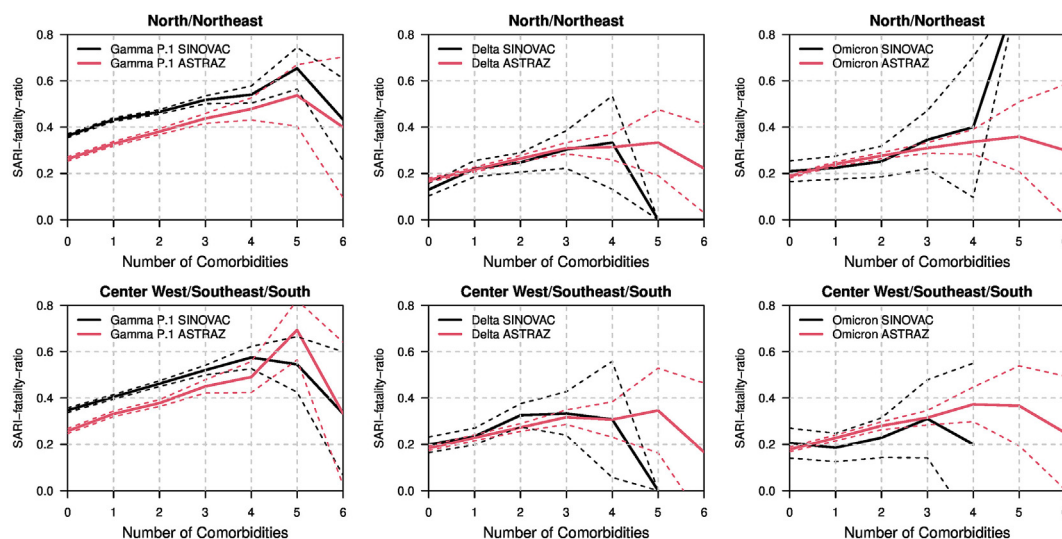 North/Northeast
SARI-fatality-ratio
0.8
0.6
0.4
0.2
0.0
Gamma P.1 SINOVAC
Gamma P.1 ASTRAZ
0 1 2 3 4 5 6
Number of Comorbidities
North/Northeast
SARI-fatality-ratio
0.8
0.6
0.4
0.2
0.0
Delta SINOVAC
Delta ASTRAZ
0 1 2 3 4 5 6
Number of Comorbidities
North/Northeast
SARI-fatality-ratio
0.8
0.6
0.4
0.2
0.0
Omicron SINOVAC
Omicron ASTRAZ
0 1 2 3 4 5 6
Number of Comorbidities
Center West/Southeast/South
SARI-fatality-ratio
0.8
0.6
0.4
0.2
0.0
Gamma P.1 SINOVAC
Gamma P.1 ASTRAZ
0 1 2 3 4 5 6
Number of Comorbidities
Center West/Southeast/South
SARI-fatality-ratio
0.8
0.6
0.4
0.2
0.0
Delta SINOVAC
Delta ASTRAZ
0 1 2 3 4 5 6
Number of Comorbidities
Center West/Southeast/South
SARI-fatality-ratio
0.8
0.6
0.4
0.2
0.0
Omicron SINOVAC
Omicron ASTRAZ
0 1 2 3 4 5 6
Number of Comorbidities